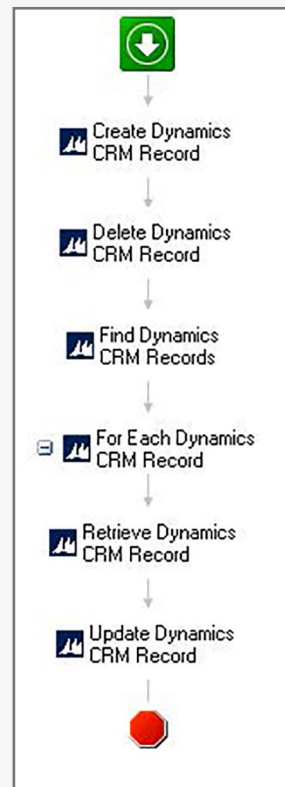 Create Dynamics
CRM Record
Delete Dynamics
CRM Record
Find Dynamics
CRM Records
For Each Dynamics
CRM Record
Retrieve Dynamics
CRM Record
Update Dynamics
CRM Record